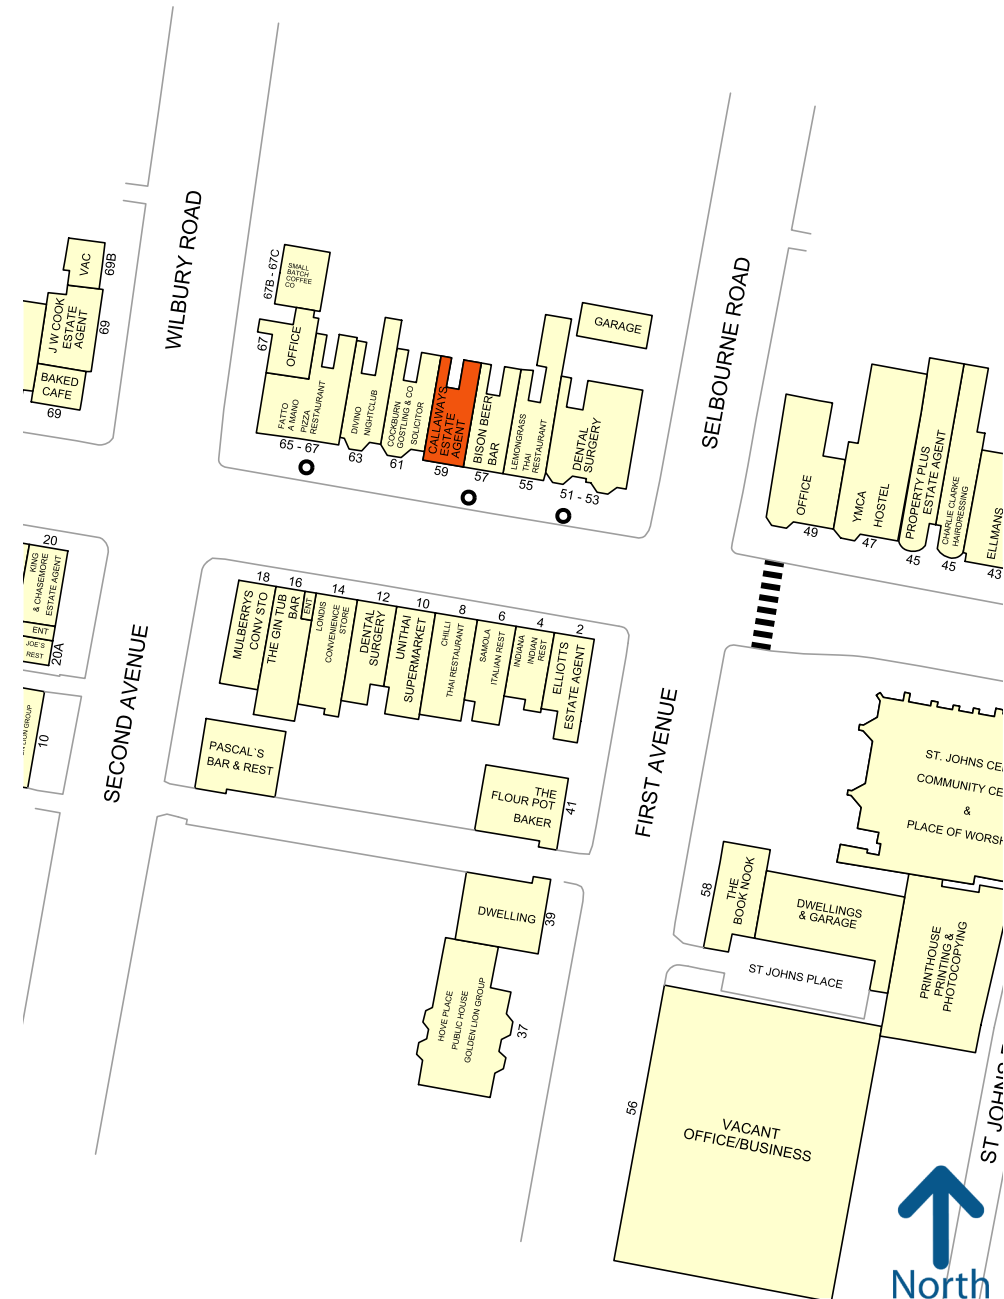 WILBURY ROAD
SELBOURNE ROAD
VAC
69B
J W COOK
ESTATE
AGENT
69
BAKED
CAFE
69
67B - 67C
SMALL
BATCH
COFFEE
CO
67
OFFICE
FATTO
A MANO
PIZZA
RESTAURANT
65 - 67
DIVINO
NIGHTCLUB
63
COCKBURN
GOSTLING & CO
SOLICITOR
61
CALLAWAYS
ESTATE
AGENT
59
BISON BEER
BAR
57
LEMONGRASS
THAI
RESTAURANT
55
GARAGE
DENTAL
SURGERY
51 - 53
OFFICE
49
YMCA
HOSTEL
47
PROPERTY PLUS
ESTATE AGENT
45
CHARLIE CLARKE
HAIRDRESSING
45
ELLMANS
43
20
KING
& CHASEMORE
ESTATE AGENT
ENT
JOE'S
REST
20A
LION GROUP
10
SECOND AVENUE
18
MULBERRYS
CONV STO
16
THE GIN TUB
BAR
ENT
14
LONDIS
CONVENIENCE
STORE
12
DENTAL
SURGERY
10
UNITHAI
SUPERMARKET
8
CHILLI
THAI RESTAURANT
6
SAMOLA
ITALIAN REST
4
INDIANA
INDIAN
REST
2
ELLIOTTS
ESTATE AGENT
PASCAL`S
BAR & REST
THE
FLOUR POT
BAKER
41
FIRST AVENUE
ST. JOHNS CE
COMMUNITY CE
&
PLACE OF WORSH
58
THE
BOOK NOOK
DWELLINGS
& GARAGE
PRINTHOUSE
PRINTING &
PHOTOCOPYING
ST JOHNS PLACE
DWELLING
39
HOVE PLACE
PUBLIC HOUSE
GOLDEN LION GROUP
37
56
VACANT
OFFICE/BUSINESS
ST JOHNS
North